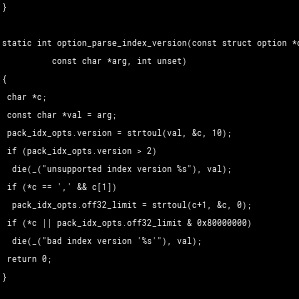 }
static int option_parse_index_version(const struct option *
const char *arg, int unset)
{
char *c;
const char *val = arg;
pack_idx_opts.version = strtoul(val, &c, 10);
if (pack_idx_opts.version > 2)
die(_("unsupported index version %s"), val);
if (*c == ',' && c[1])
pack_idx_opts.off32_limit = strtoul(c+1, &c, 0);
if (*c || pack_idx_opts.off32_limit & 0x80000000)
die(_("bad index version '%s'"), val);
return 0;
}